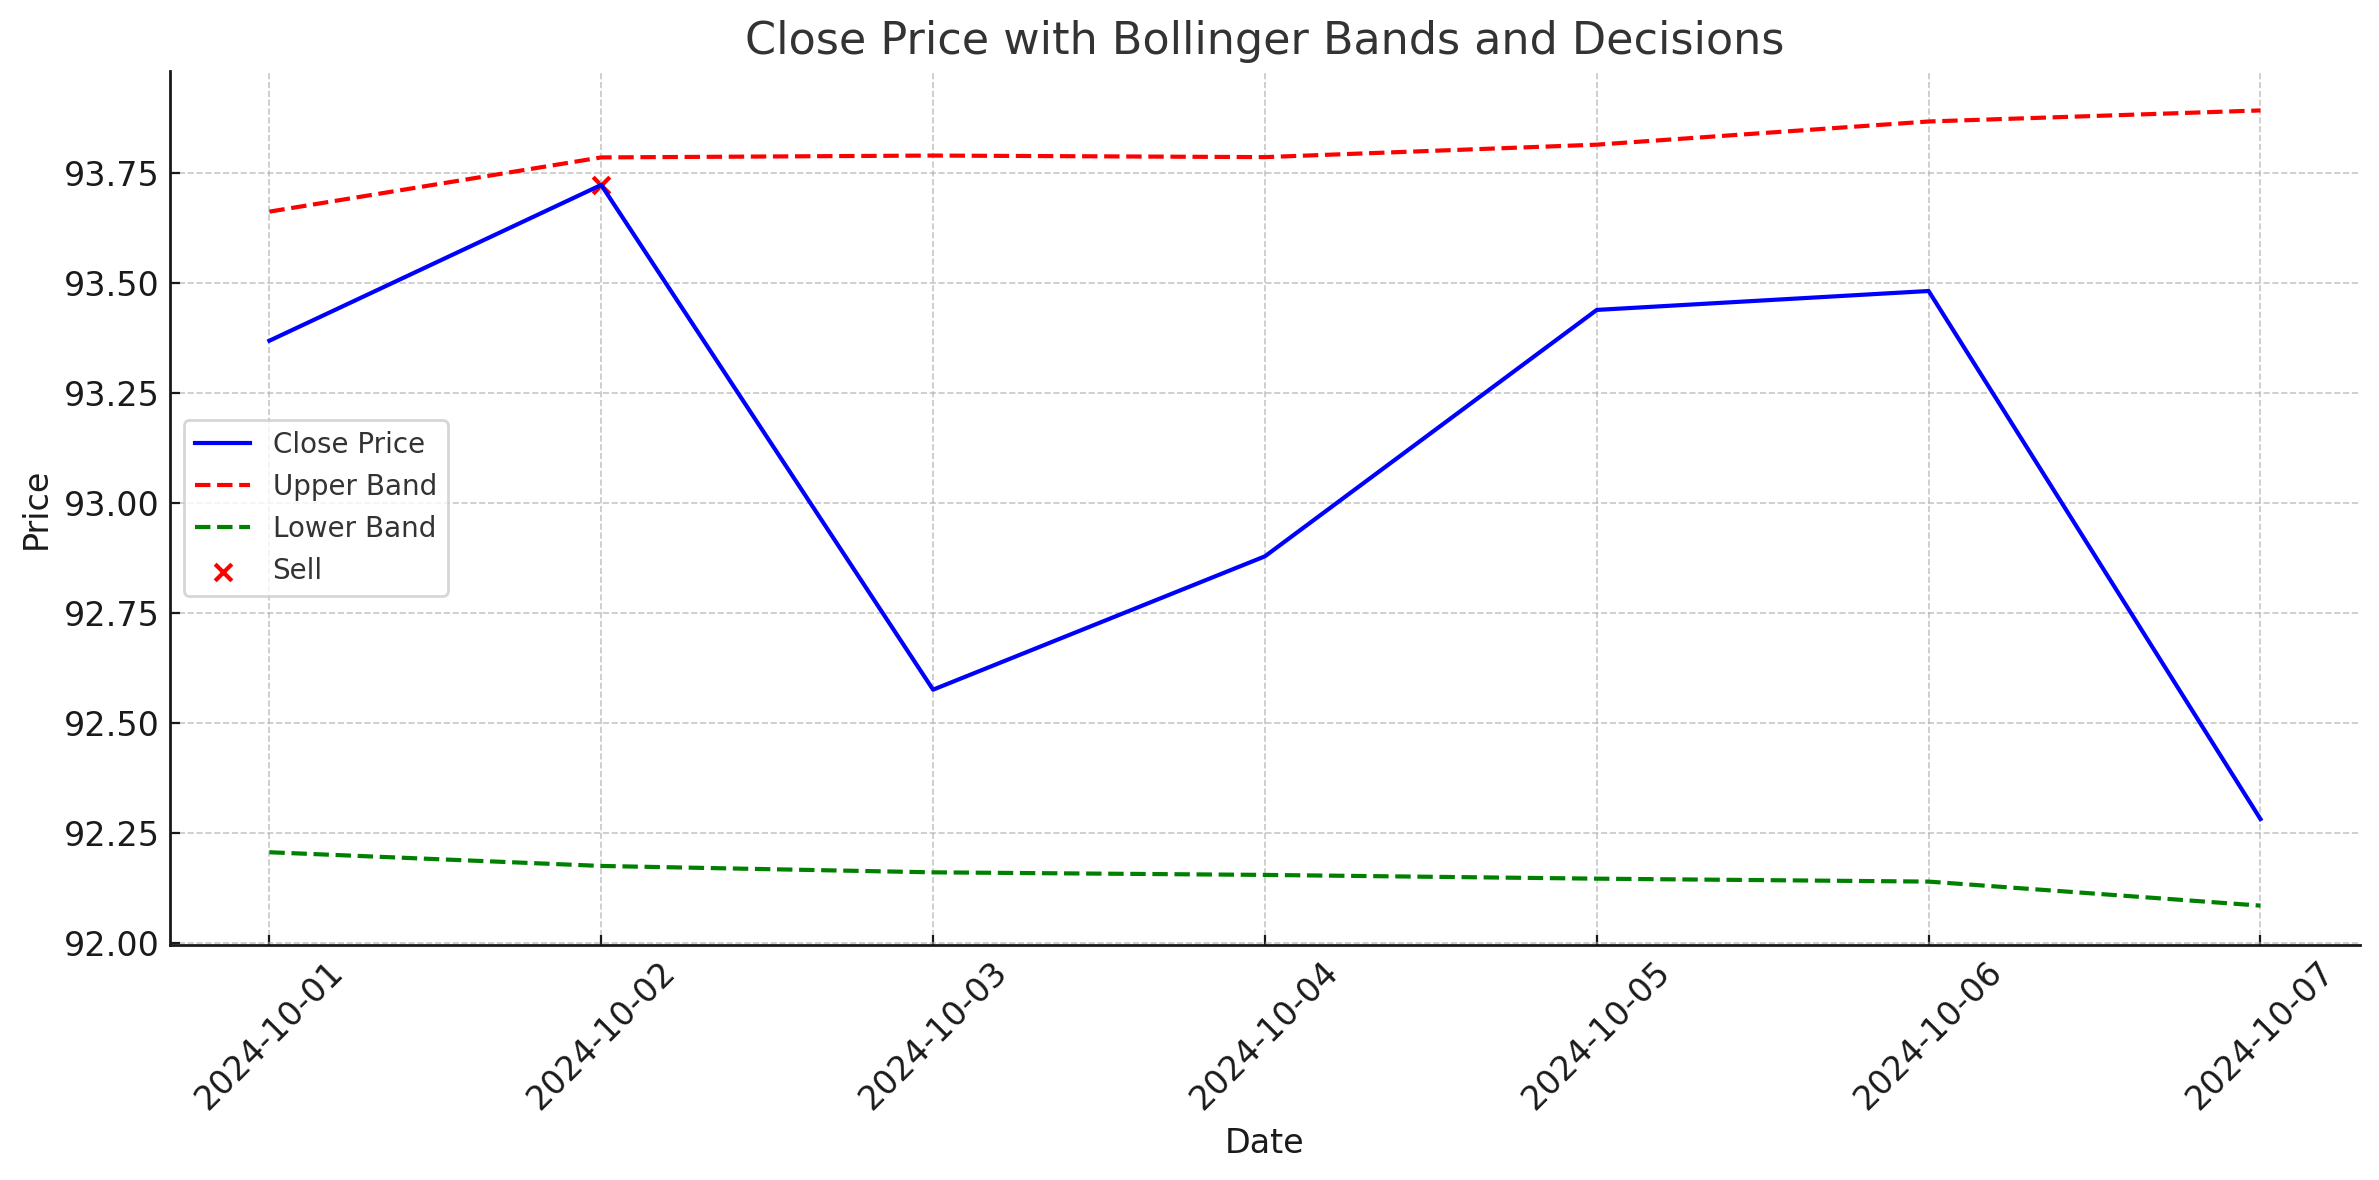 Close Price with Bollinger Bands and Decisions
Price
93.75
93.50
93.25
93.00
92.75
92.50
92.25
92.00
Close Price
Upper Band
Lower Band
Sell
2024-10-01
2024-10-02
2024-10-03
2024-10-04
2024-10-05
2024-10-06
2024-10-07
Date